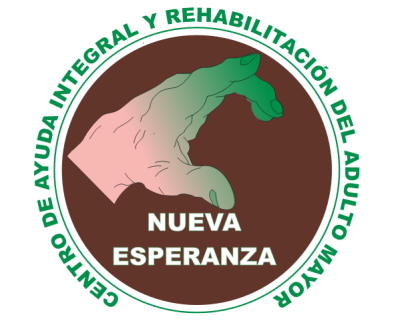 CENTRO DE AYUDA INTEGRAL Y REHABILITACIÓN DEL ADULTO MAYOR
NUEVA
ESPERANZA